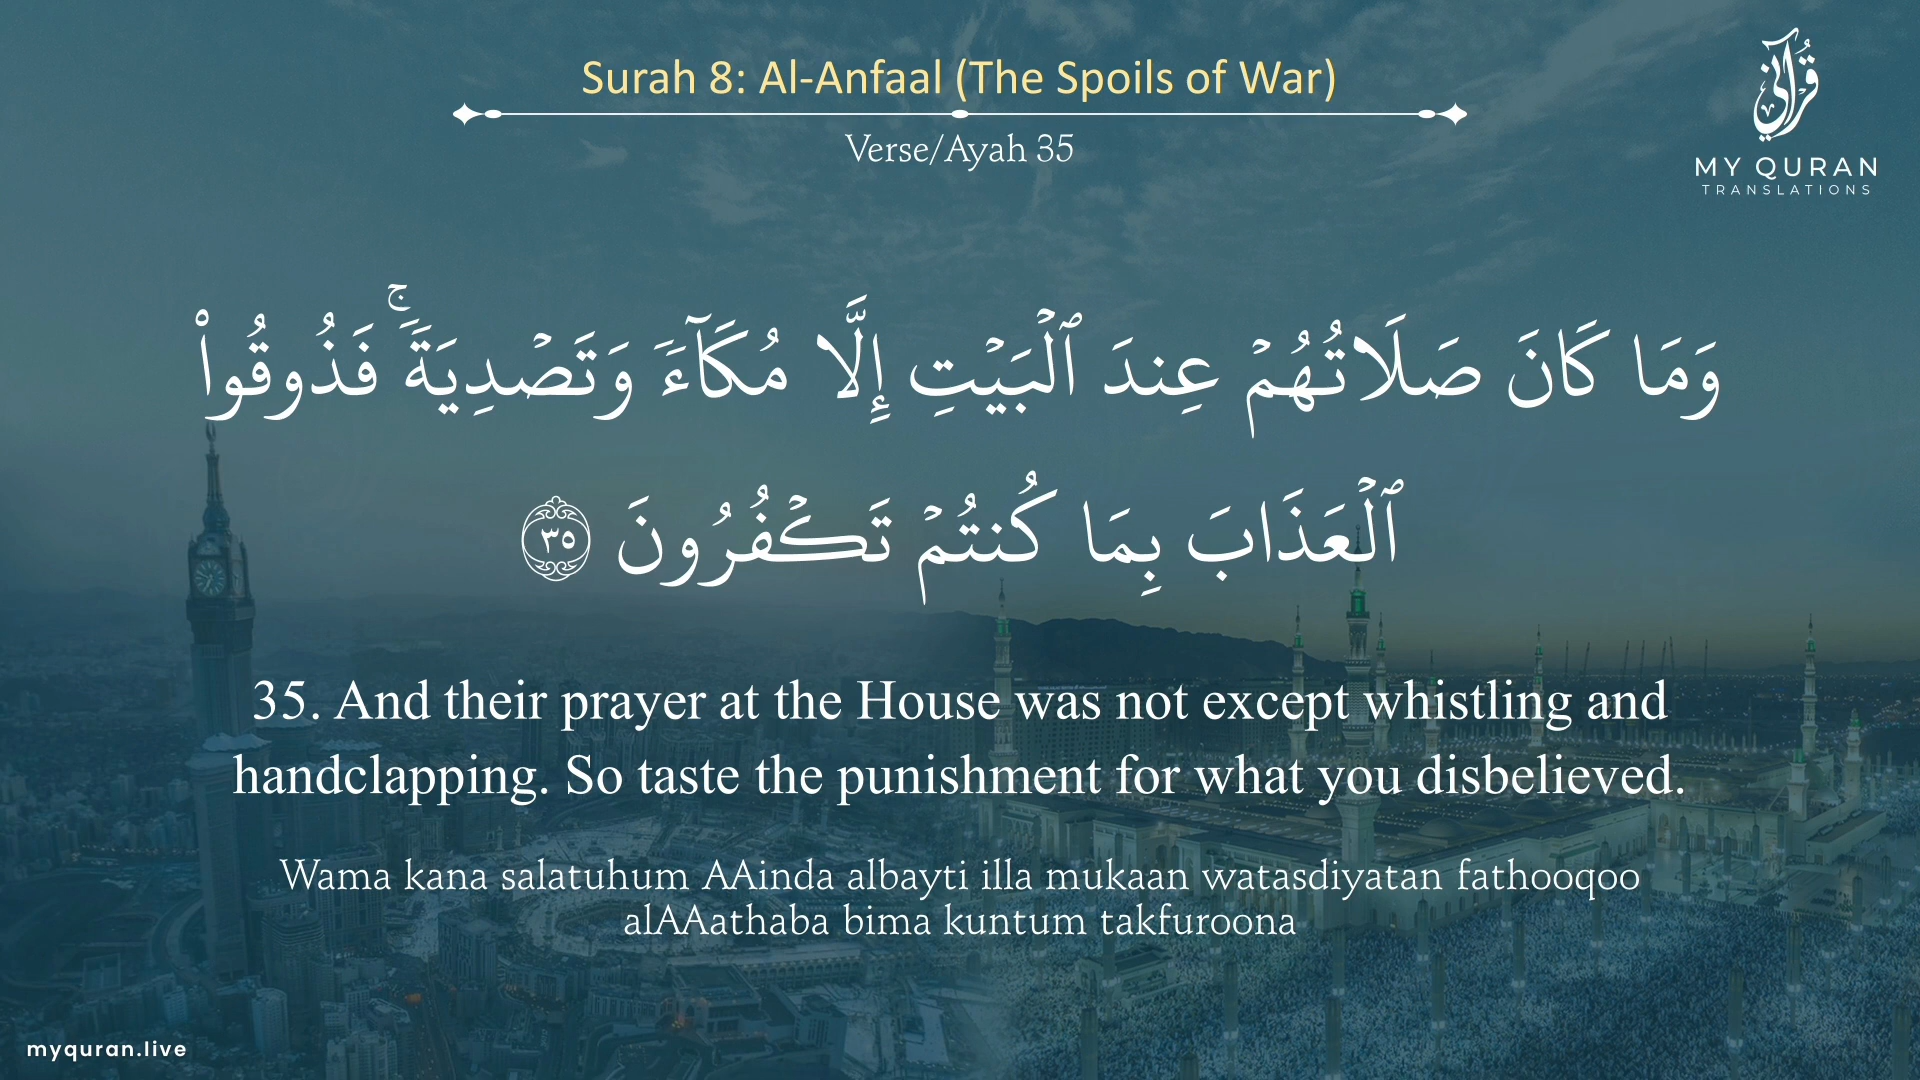 Surah 8: Al-Anfaal (The Spoils of War)
Verse/Ayah 35
قرآني
MY QURAN
TRANSLATIONS
وَمَا كَانَ صَلَاتُهُمْ عِندَ ٱلْبَيْتِ إِلَّا مُكَآءً وَتَصْدِيَةً ۚ فَذُوقُوا۟
ٱلْعَذَابَ بِمَا كُنتُمْ تَكْفُرُونَ ٣٥
35. And their prayer at the House was not except whistling and
handclapping. So taste the punishment for what you disbelieved.
Wama kana salatuhum AAinda albayti illa mukaan watasdiyatan fathooqoo
alAAathaba bima kuntum takfuroona
myquran.live